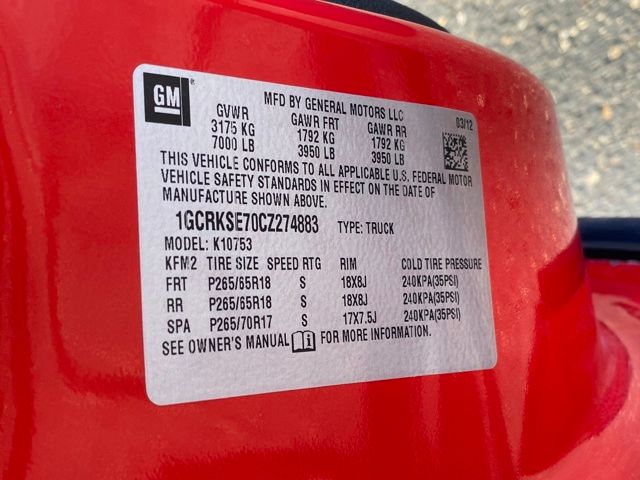 GM ®
MFD BY GENERAL MOTORS LLC
03/12
GVWR GAWR FRT GAWR RR
3175 KG 1792 KG 1792 KG
7000 LB 3950 LB 3950 LB
THIS VEHICLE CONFORMS TO ALL APPLICABLE U.S. FEDERAL MOTOR
VEHICLE SAFETY STANDARDS IN EFFECT ON THE DATE OF
MANUFACTURE SHOWN ABOVE.
1GCRKSE70CZ274883 TYPE: TRUCK
MODEL: K10753
KFM2 TIRE SIZE SPEED RTG RIM COLD TIRE PRESSURE
FRT P265/65R18 S 18X8J 240KPA(35PSI)
RR P265/65R18 S 18X8J 240KPA(35PSI)
SPA P265/70R17 S 17X7.5J 240KPA(35PSI)
SEE OWNER'S MANUAL FOR MORE INFORMATION.